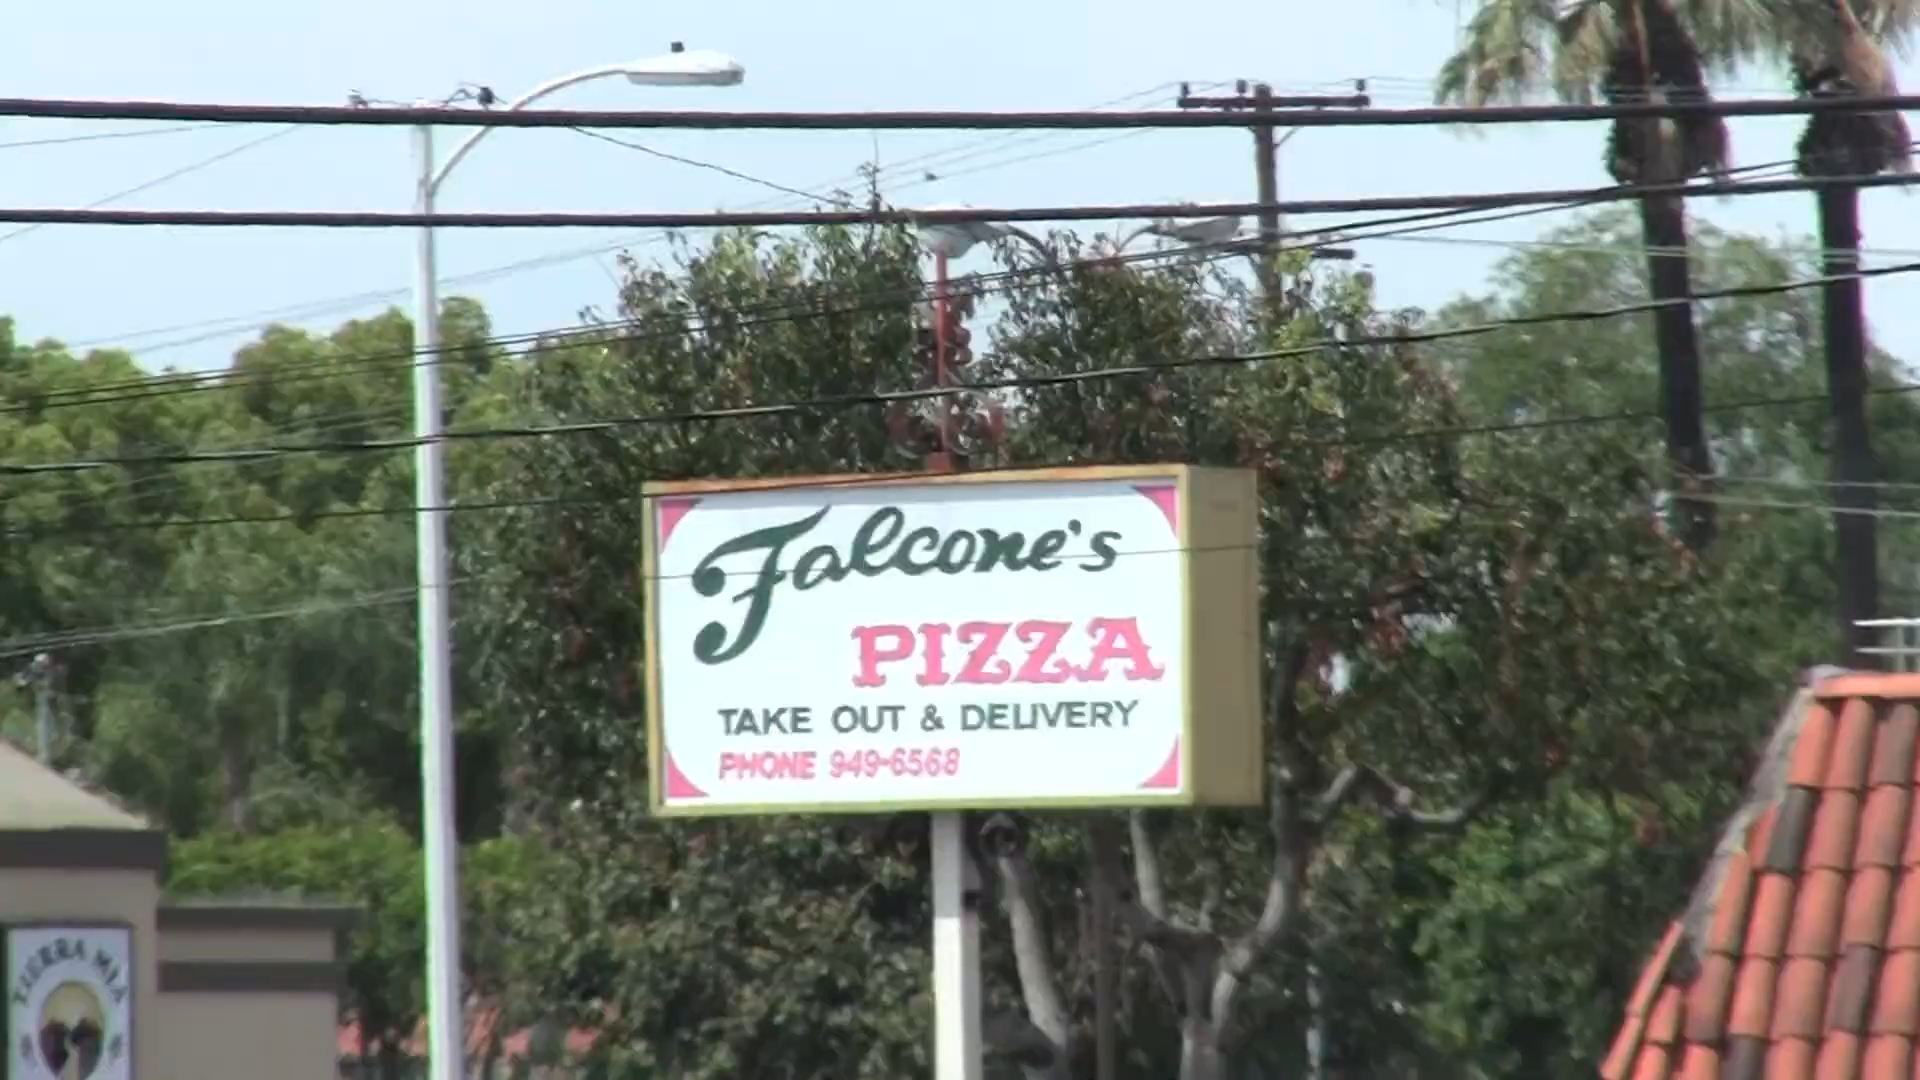 Falcone's
PIZZA
TAKE OUT & DELIVERY
PHONE 949-6568
TIERRA MIA